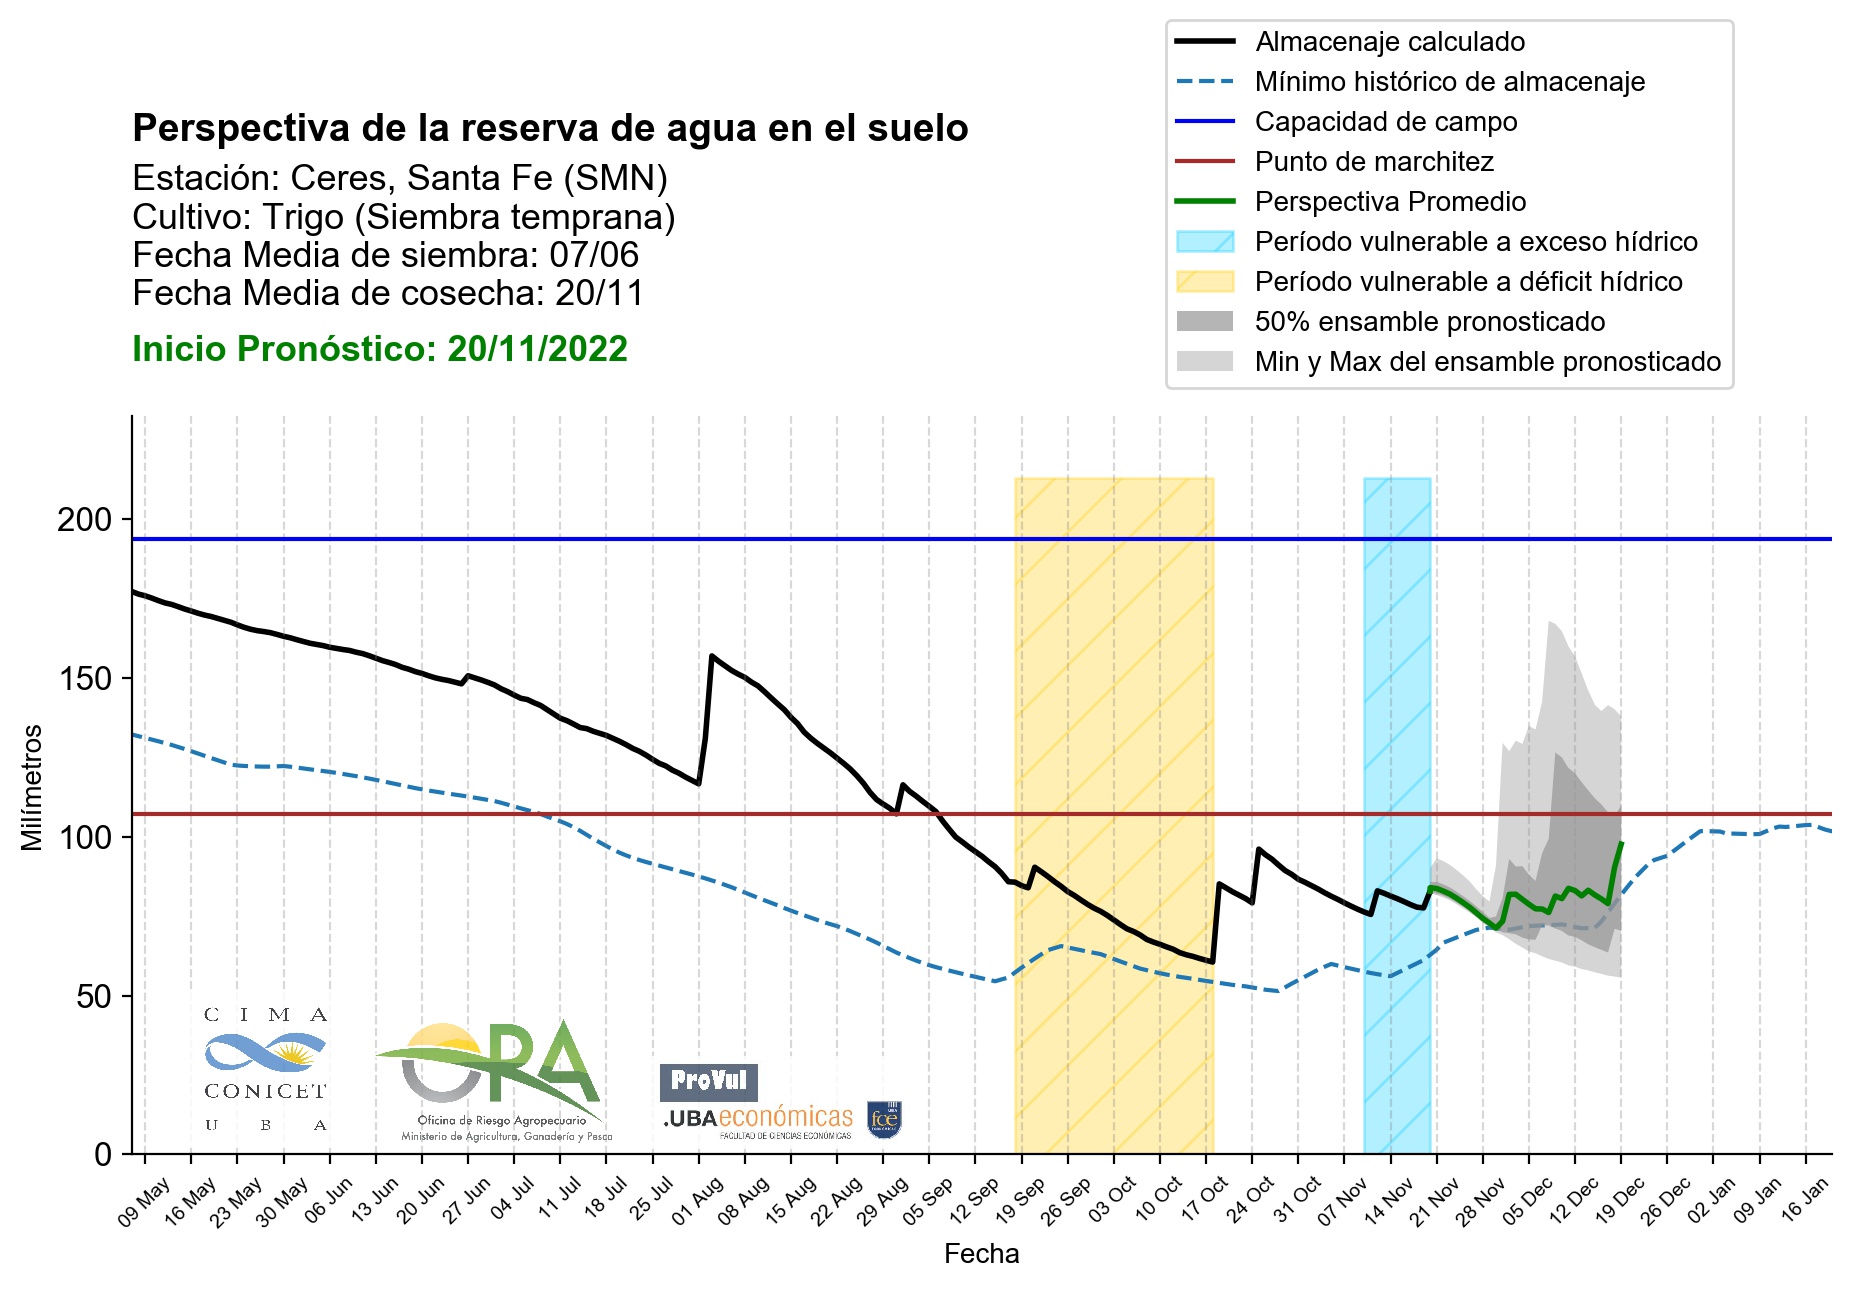 Almacenaje calculado
Mínimo histórico de almacenaje
Capacidad de campo
Punto de marchitez
Perspectiva Promedio
Período vulnerable a exceso hídrico
Período vulnerable a déficit hídrico
50% ensamble pronosticado
Min y Max del ensamble pronosticado
Perspectiva de la reserva de agua en el suelo
Estación: Ceres, Santa Fe (SMN)
Cultivo: Trigo (Siembra temprana)
Fecha Media de siembra: 07/06
Fecha Media de cosecha: 20/11
Inicio Pronóstico: 20/11/2022
Milímetros
200
150
100
50
0
CIMA
CONICET
UBA
OPA
Oficina de Riesgo Agropecuario
Ministerio de Agricultura, Ganadería y Pesca
ProVul
.UBAeconómicas
FACULTAD DE CIENCIAS ECONÓMICAS
fce
09 May
16 May
23 May
30 May
06 Jun
13 Jun
20 Jun
27 Jun
04 Jul
11 Jul
18 Jul
25 Jul
01 Aug
08 Aug
15 Aug
22 Aug
29 Aug
05 Sep
12 Sep
19 Sep
26 Sep
03 Oct
10 Oct
17 Oct
24 Oct
31 Oct
07 Nov
14 Nov
21 Nov
28 Nov
05 Dec
12 Dec
19 Dec
26 Dec
02 Jan
09 Jan
16 Jan
Fecha